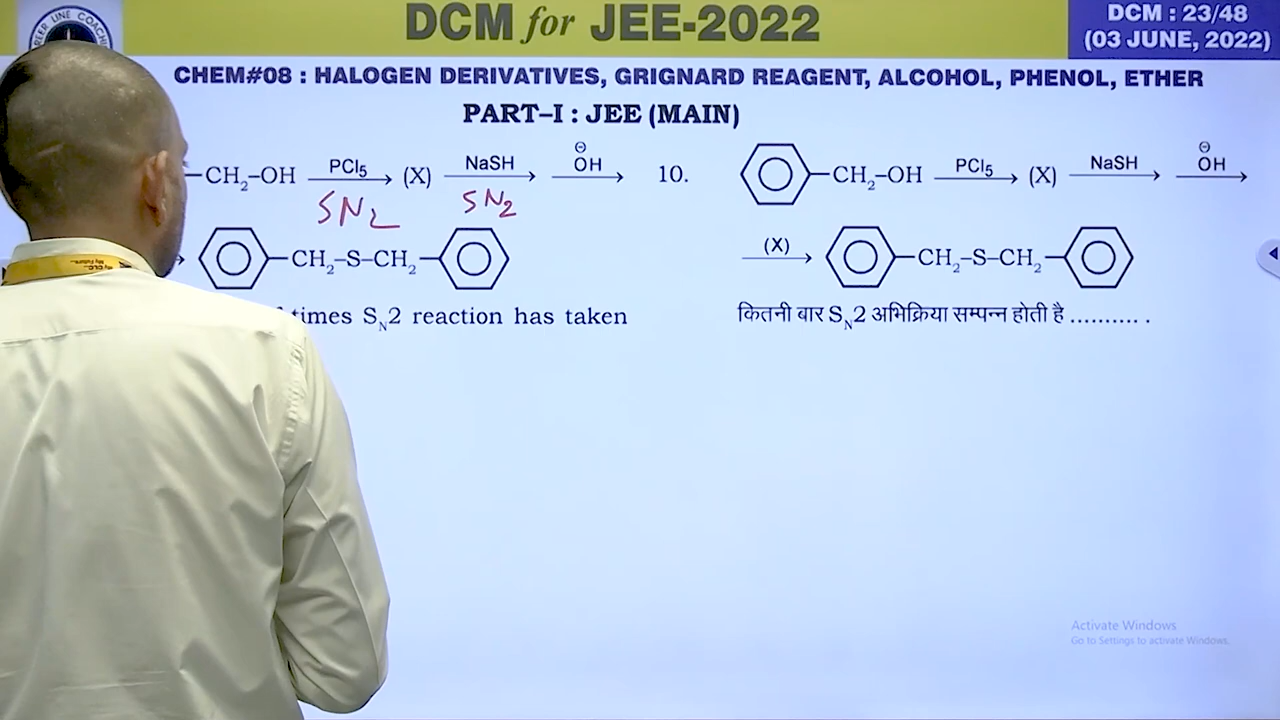 DCM for JEE-2022
DCM : 23/48
(03 JUNE, 2022)
CHEM#08 : HALOGEN DERIVATIVES, GRIGNARD REAGENT, ALCOHOL, PHENOL, ETHER
PART–I : JEE (MAIN)
–CH₂–OH PCl₅ (X) NaSH ΘOH
SN2 SN2
CH₂–S–CH₂
times Sₙ2 reaction has taken
10. CH₂–OH PCl₅ (X) NaSH ΘOH
(X) CH₂–S–CH₂
कितनी बार Sₙ2 अभिक्रिया सम्पन्न होती है .......... .
Activate Windows
Go to Settings to activate Windows.